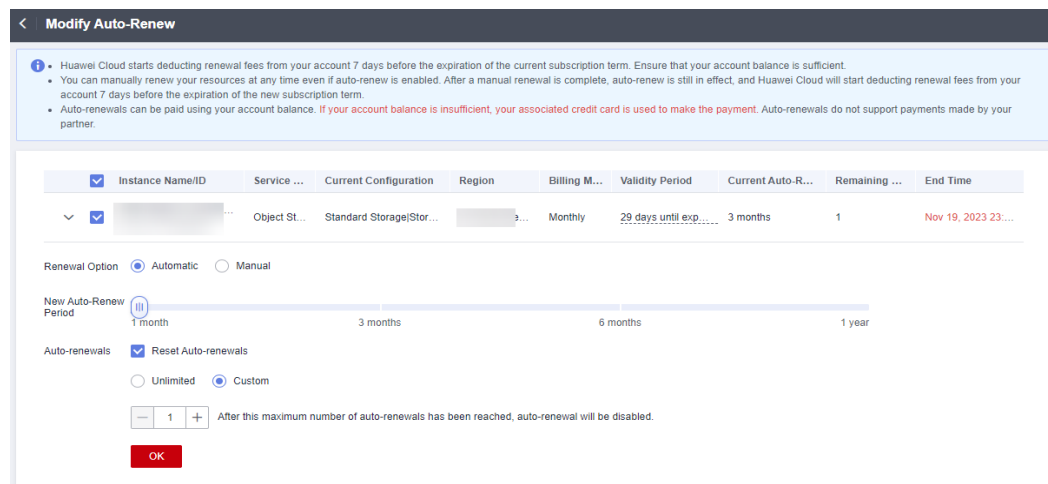 Modify Auto-Renew
Huawei Cloud starts deducting renewal fees from your account 7 days before the expiration of the current subscription term. Ensure that your account balance is sufficient.
You can manually renew your resources at any time even if auto-renew is enabled. After a manual renewal is complete, auto-renew is still in effect, and Huawei Cloud will start deducting renewal fees from your
account 7 days before the expiration of the new subscription term.
Auto-renewals can be paid using your account balance. If your account balance is insufficient, your associated credit card is used to make the payment. Auto-renewals do not support payments made by your
partner.
Instance Name/ID Service ... Current Configuration Region Billing M... Validity Period Current Auto-R... Remaining ... End Time
... Object St... Standard Storage|Stor... ... Monthly 29 days until exp... 3 months 1 Nov 19, 2023 23:...
Renewal Option Automatic Manual
New Auto-Renew
Period
1 month 3 months 6 months 1 year
Auto-renewals Reset Auto-renewals
Unlimited Custom
— 1 + After this maximum number of auto-renewals has been reached, auto-renewal will be disabled.
OK